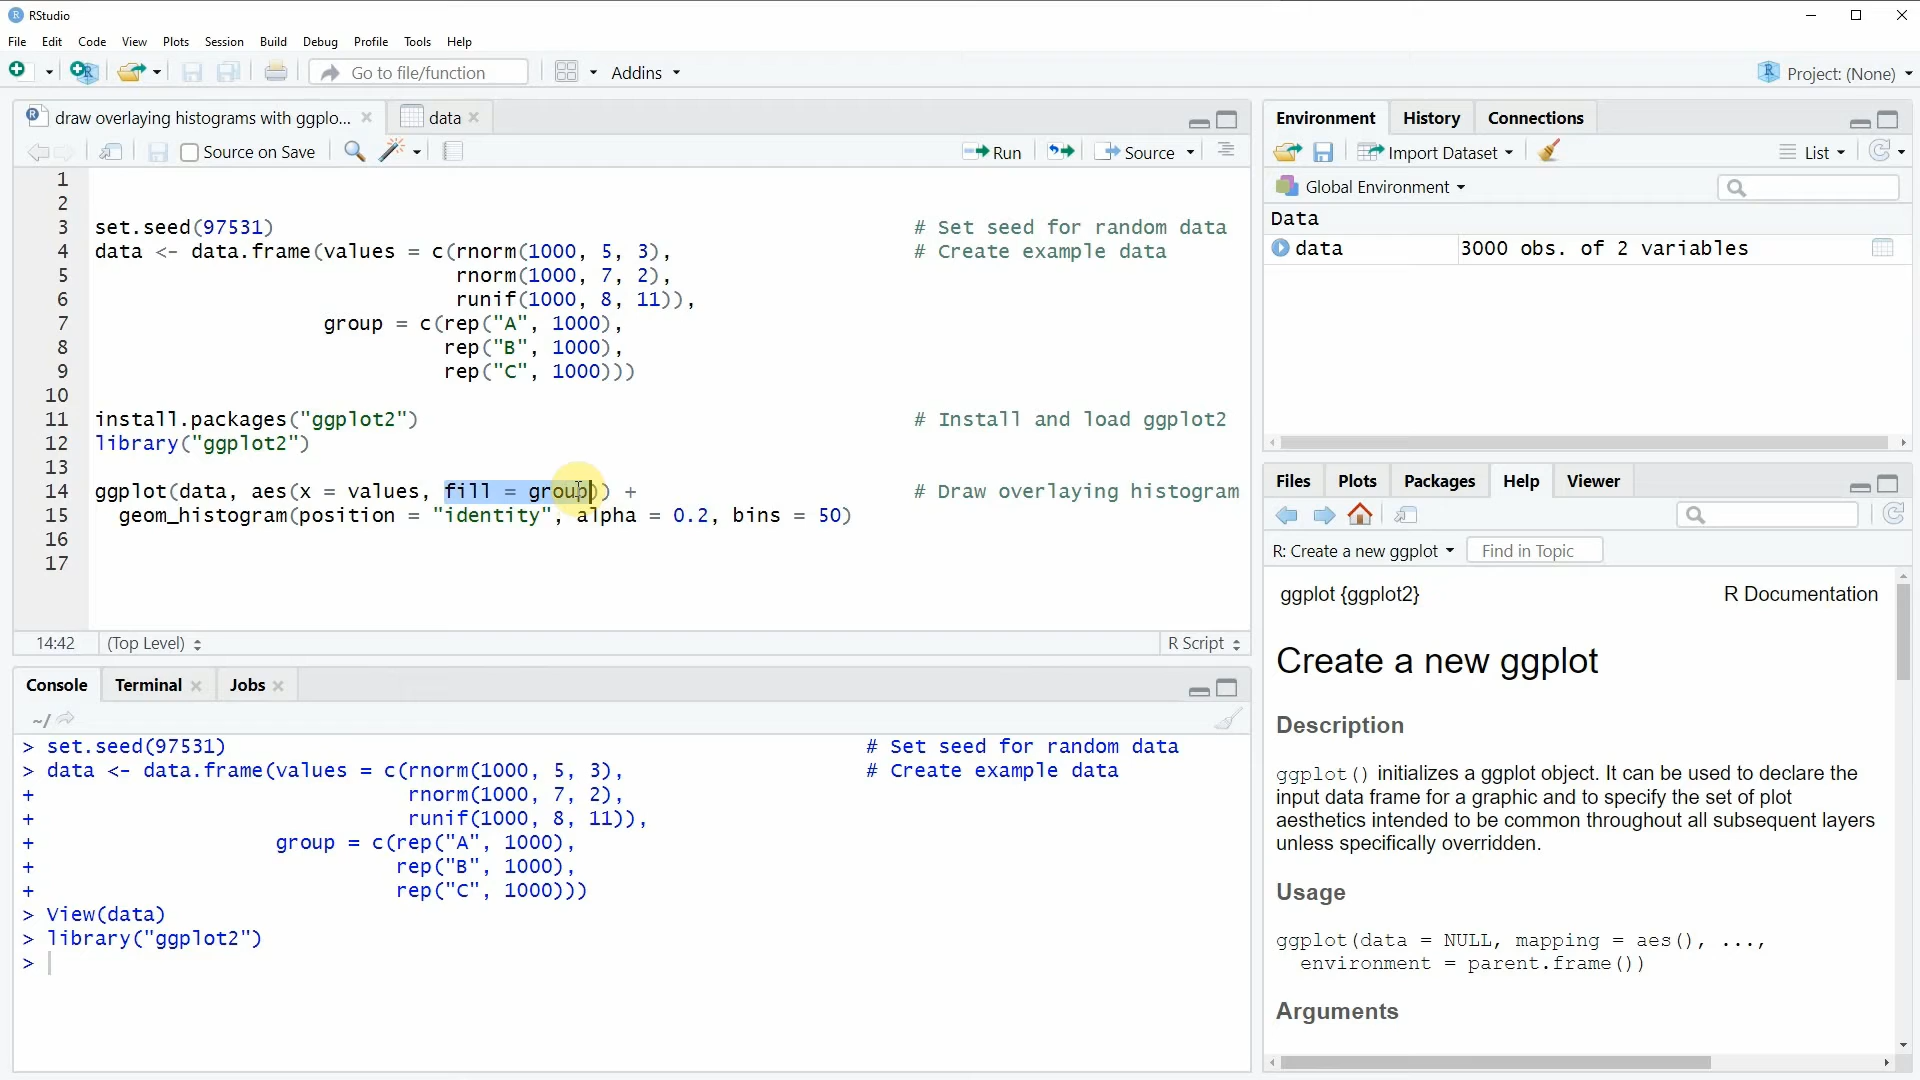 RStudio
File Edit Code View Plots Session Build Debug Profile Tools Help
Go to file/function Addins Project: (None)
draw overlaying histograms with ggplo... data
Source on Save Run Source
1
2
3 set.seed(97531) # Set seed for random data
4 data <- data.frame(values = c(rnorm(1000, 5, 3), # Create example data
5 rnorm(1000, 7, 2),
6 runif(1000, 8, 11)),
7 group = c(rep("A", 1000),
8 rep("B", 1000),
9 rep("C", 1000)))
10
11 install.packages("ggplot2") # Install and load ggplot2
12 library("ggplot2")
13
14 ggplot(data, aes(x = values, fill = group)) + # Draw overlaying histogram
15 geom_histogram(position = "identity", alpha = 0.2, bins = 50)
16
17
14:42 (Top Level) R Script
Console Terminal Jobs
~/
> set.seed(97531) # Set seed for random data
> data <- data.frame(values = c(rnorm(1000, 5, 3), # Create example data
+ rnorm(1000, 7, 2),
+ runif(1000, 8, 11)),
+ group = c(rep("A", 1000),
+ rep("B", 1000),
+ rep("C", 1000)))
> View(data)
> library("ggplot2")
>
Environment History Connections
Import Dataset List
Global Environment
Data
data 3000 obs. of 2 variables
Files Plots Packages Help Viewer
R: Create a new ggplot Find in Topic
ggplot {ggplot2} R Documentation
Create a new ggplot
Description
ggplot() initializes a ggplot object. It can be used to declare the
input data frame for a graphic and to specify the set of plot
aesthetics intended to be common throughout all subsequent layers
unless specifically overridden.
Usage
ggplot(data = NULL, mapping = aes(), ...,
environment = parent.frame())
Arguments